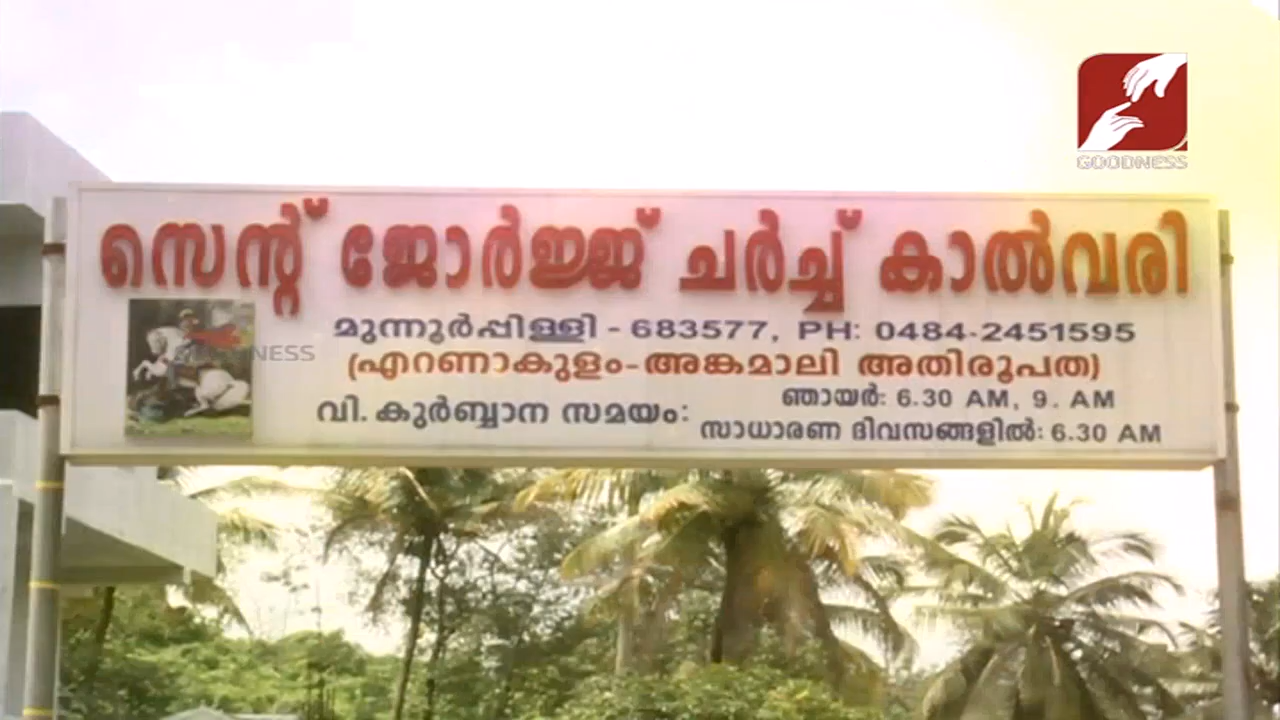 GOODNESS
സെന്റ് ജോർജ്ജ് ചർച്ച് കാൽവരി
മുന്നൂർപ്പിള്ളി - 683577, PH: 0484-2451595
GOODNESS
(എറണാകുളം-അങ്കമാലി അതിരൂപത)
വി. കുർബ്ബാന സമയം:
ഞായർ: 6.30 AM, 9. AM
സാധാരണ ദിവസങ്ങളിൽ: 6.30 AM